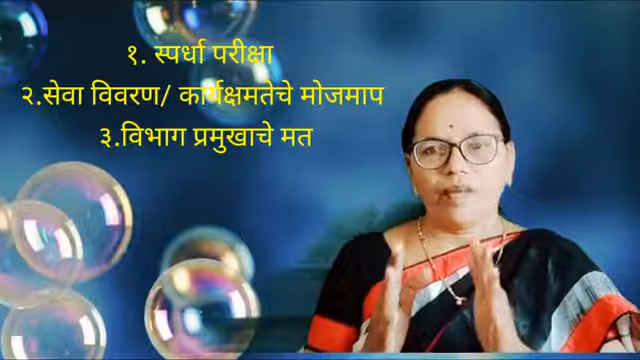 १. स्पर्धा परीक्षा
२.सेवा विवरण/ कार्यक्षमतेचे मोजमाप
३.विभाग प्रमुखाचे मत